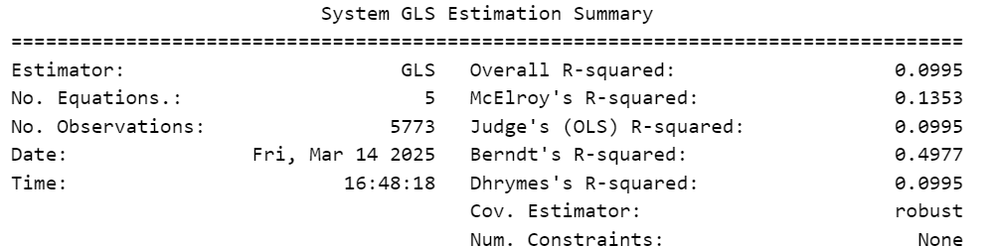 System GLS Estimation Summary
===================================================================================
Estimator: GLS Overall R-squared: 0.0995
No. Equations.: 5 McElroy's R-squared: 0.1353
No. Observations: 5773 Judge's (OLS) R-squared: 0.0995
Date: Fri, Mar 14 2025 Berndt's R-squared: 0.4977
Time: 16:48:18 Dhrymes's R-squared: 0.0995
Cov. Estimator: robust
Num. Constraints: None